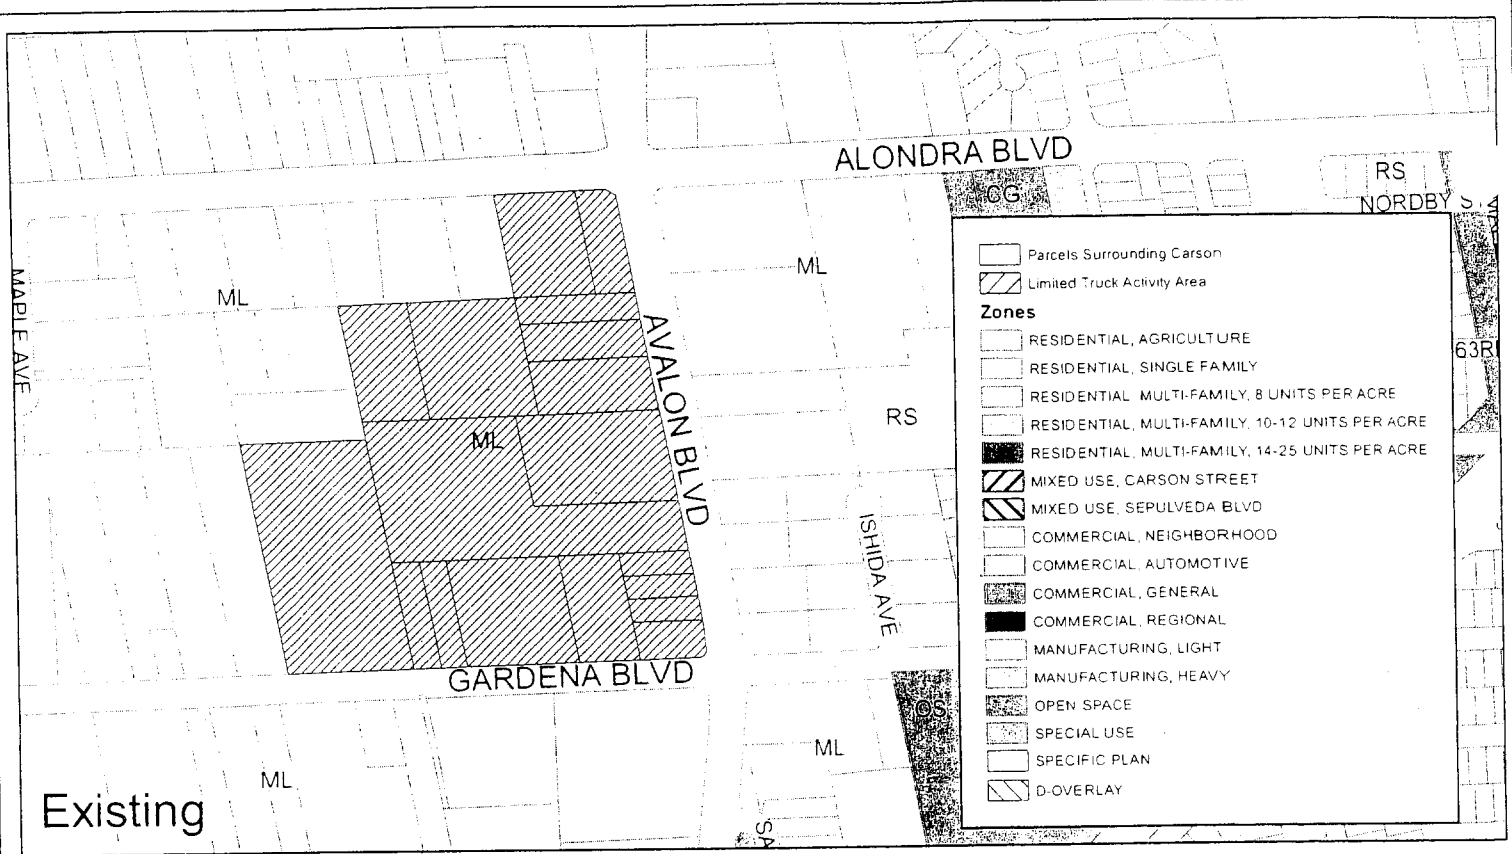 ALONDRA BLVD
CG
RS
NORDBY
ML
ML
MAPLE AVE
AVALON BLVD
RS
ML
ISHIDA AVE
GARDENA BLVD
OS
ML
ML
SA
63R
Existing
Parcels Surrounding Carson
Limited Truck Activity Area
Zones
RESIDENTIAL, AGRICULTURE
RESIDENTIAL, SINGLE FAMILY
RESIDENTIAL MULTI-FAMILY, 8 UNITS PER ACRE
RESIDENTIAL, MULTI-FAMILY, 10-12 UNITS PER ACRE
RESIDENTIAL, MULTI-FAMILY, 14-25 UNITS PER ACRE
MIXED USE, CARSON STREET
MIXED USE, SEPULVEDA BLVD
COMMERCIAL, NEIGHBORHOOD
COMMERCIAL, AUTOMOTIVE
COMMERCIAL, GENERAL
COMMERCIAL, REGIONAL
MANUFACTURING, LIGHT
MANUFACTURING, HEAVY
OPEN SPACE
SPECIAL USE
SPECIFIC PLAN
D-OVERLAY